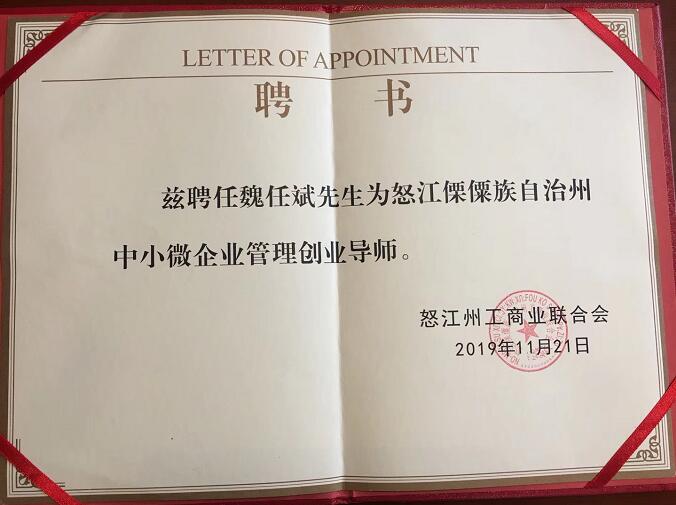 LETTER OF APPOINTMENT
聘 书
兹聘任魏任斌先生为怒江傈僳族自治州
中小微企业管理创业导师。
怒江州工商业联合会
2019年11月21日